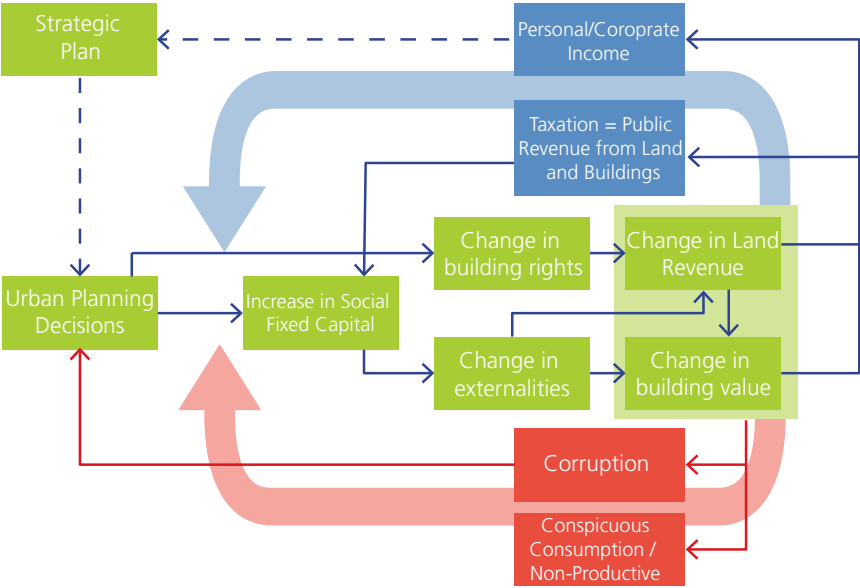 Strategic
Plan
Personal/Coroprate
Income
Taxation = Public
Revenue from Land
and Buildings
Change in
building rights
Change in Land
Revenue
Urban Planning
Decisions
Increase in Social
Fixed Capital
Change in
externalities
Change in
building value
Corruption
Conspicuous
Consumption /
Non-Productive